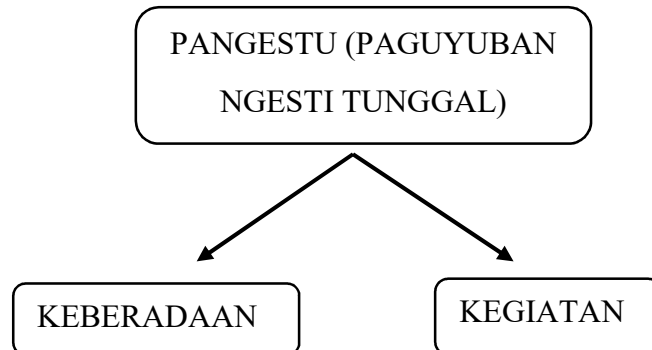 PANGESTU (PAGUYUBAN
NGESTI TUNGGAL)
KEBERADAAN
KEGIATAN